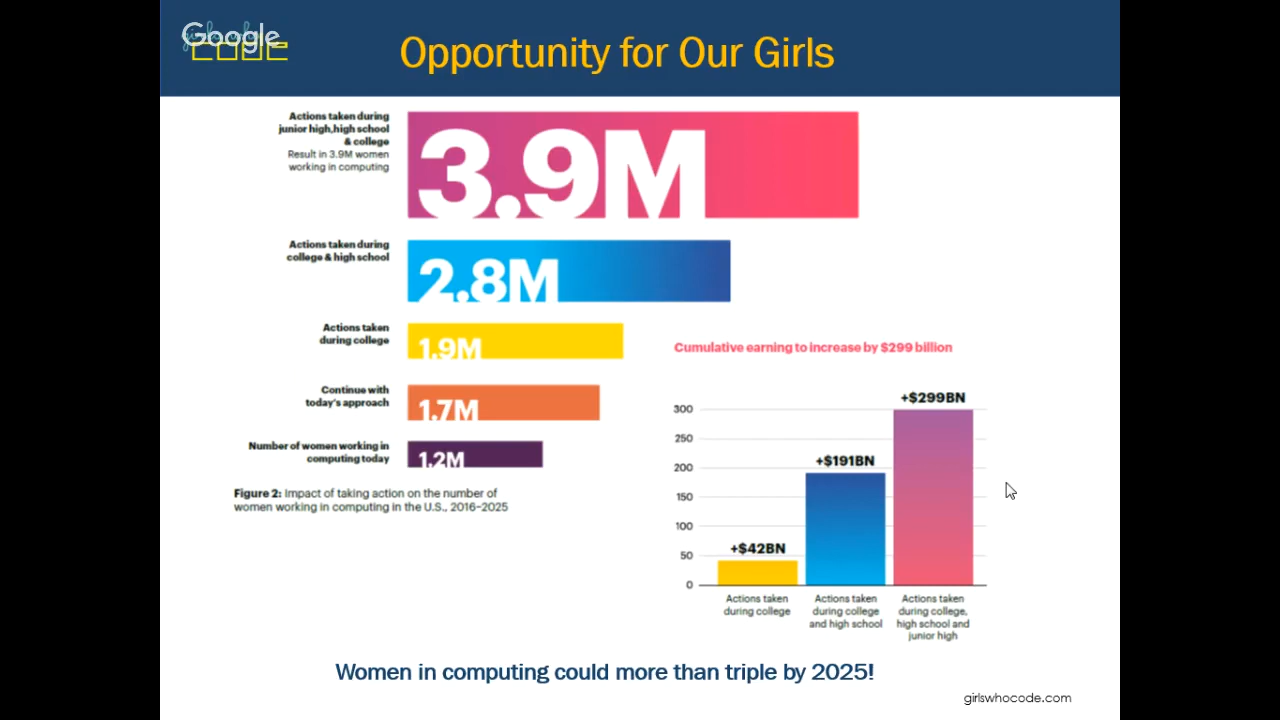 Google
CODE
Opportunity for Our Girls
Actions taken during
junior high,high school
& college
Result in 3.9M women
working in computing
3.9M
Actions taken during
college & high school
2.8M
Actions taken
during college
1.9M
Continue with
today's approach
1.7M
Number of women working in
computing today
1.2M
Figure 2: Impact of taking action on the number of
women working in computing in the U.S., 2016–2025
Cumulative earning to increase by $299 billion
300
250
200
150
100
50
0
+$42BN
+$191BN
+$299BN
Actions taken
during college
Actions taken
during college
and high school
Actions taken
during college,
high school and
junior high
Women in computing could more than triple by 2025!
girlswhocode.com